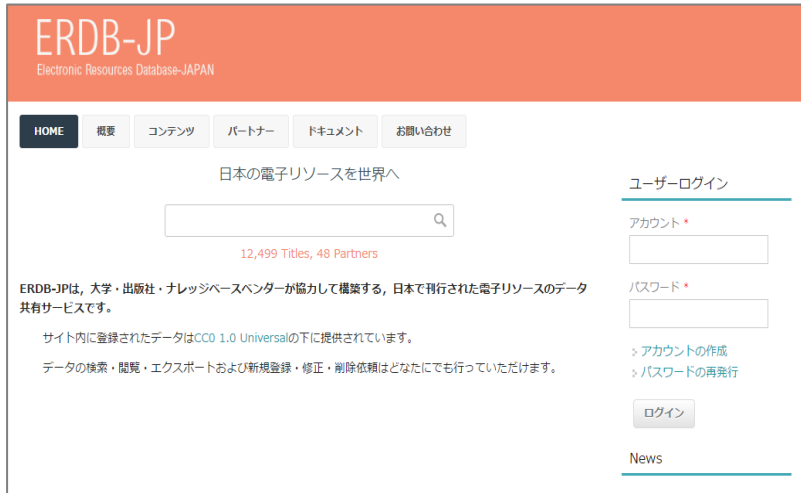 ERDB-JP
Electronic Resources Database-JAPAN
HOME 概要 コンテンツ パートナー ドキュメント お問い合わせ
日本の電子リソースを世界へ
12,499 Titles, 48 Partners
ERDB-JPは，大学・出版社・ナレッジベースベンダーが協力して構築する，日本で刊行された電子リソースのデータ
共有サービスです。
サイト内に登録されたデータはCC0 1.0 Universalの下に提供されています。
データの検索・閲覧・エクスポートおよび新規登録・修正・削除依頼はどなたにでも行っていただけます。
ユーザーログイン
アカウント *
パスワード *
アカウントの作成
パスワードの再発行
ログイン
News